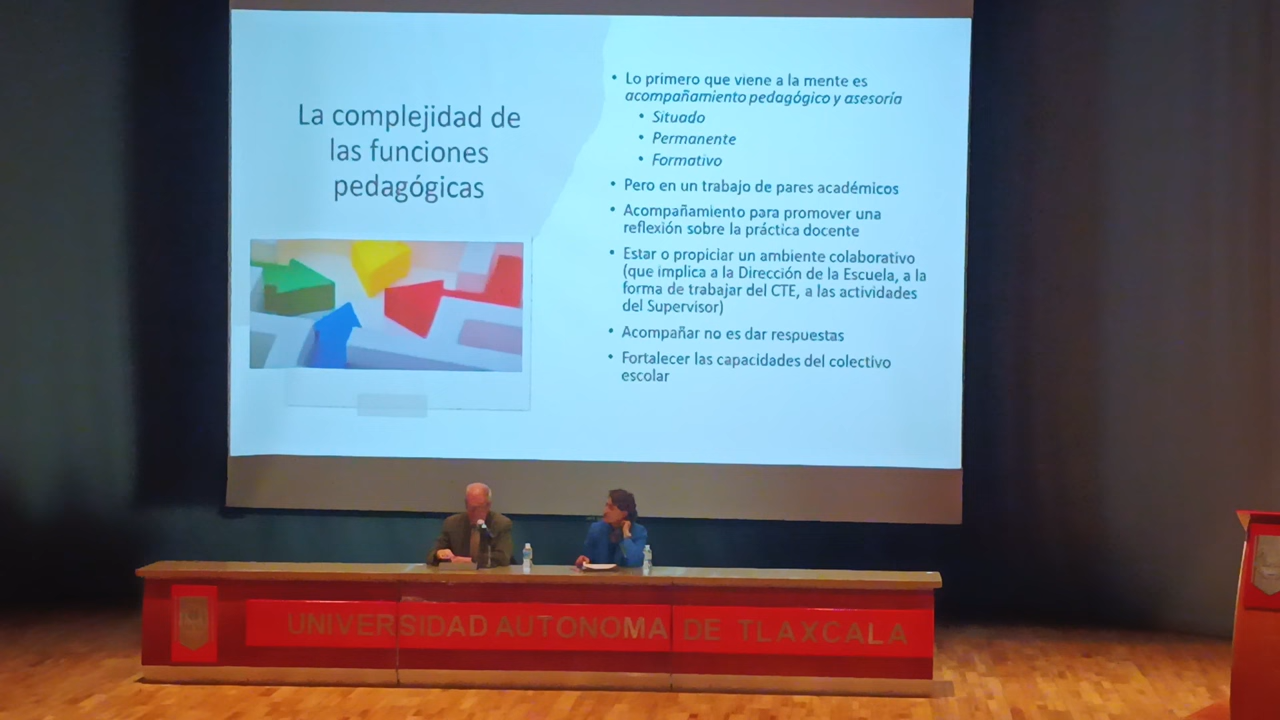 La complejidad de
las funciones
pedagógicas
• Lo primero que viene a la mente es
acompañamiento pedagógico y asesoría
• Situado
• Permanente
• Formativo
• Pero en un trabajo de pares académicos
• Acompañamiento para promover una
reflexión sobre la práctica docente
• Estar o propiciar un ambiente colaborativo
(que implica a la Dirección de la Escuela, a la
forma de trabajar del CTE, a las actividades
del Supervisor)
• Acompañar no es dar respuestas
• Fortalecer las capacidades del colectivo
escolar
UNIVERSIDAD AUTONOMA DE TLAXCALA